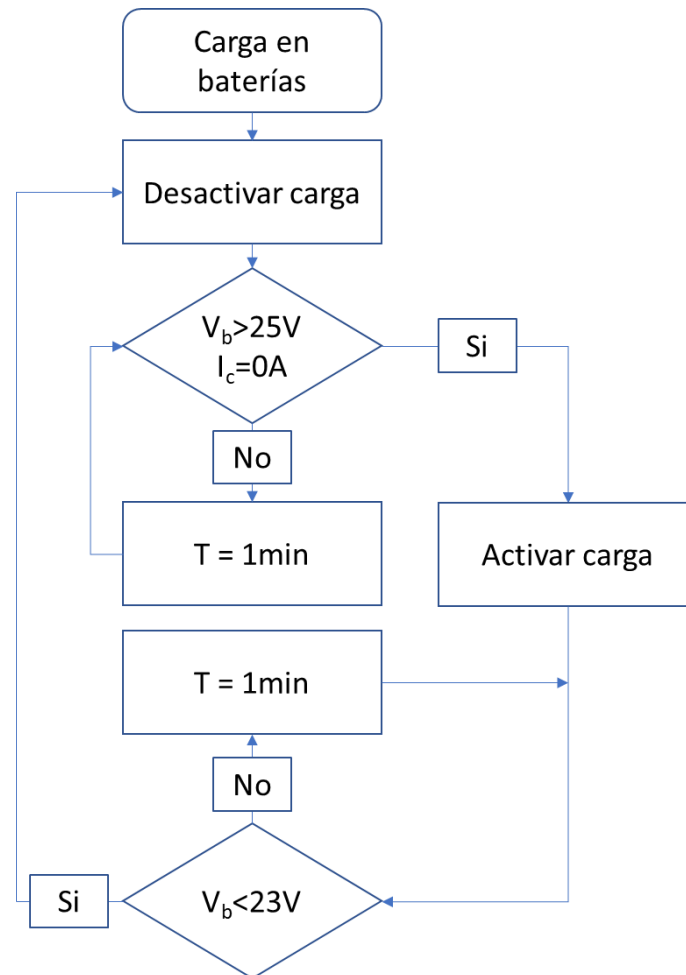 Carga en
baterías
Desactivar carga
V_b>25V
I_c=0A
Si
No
T = 1min
Activar carga
T = 1min
No
Si
V_b<23V